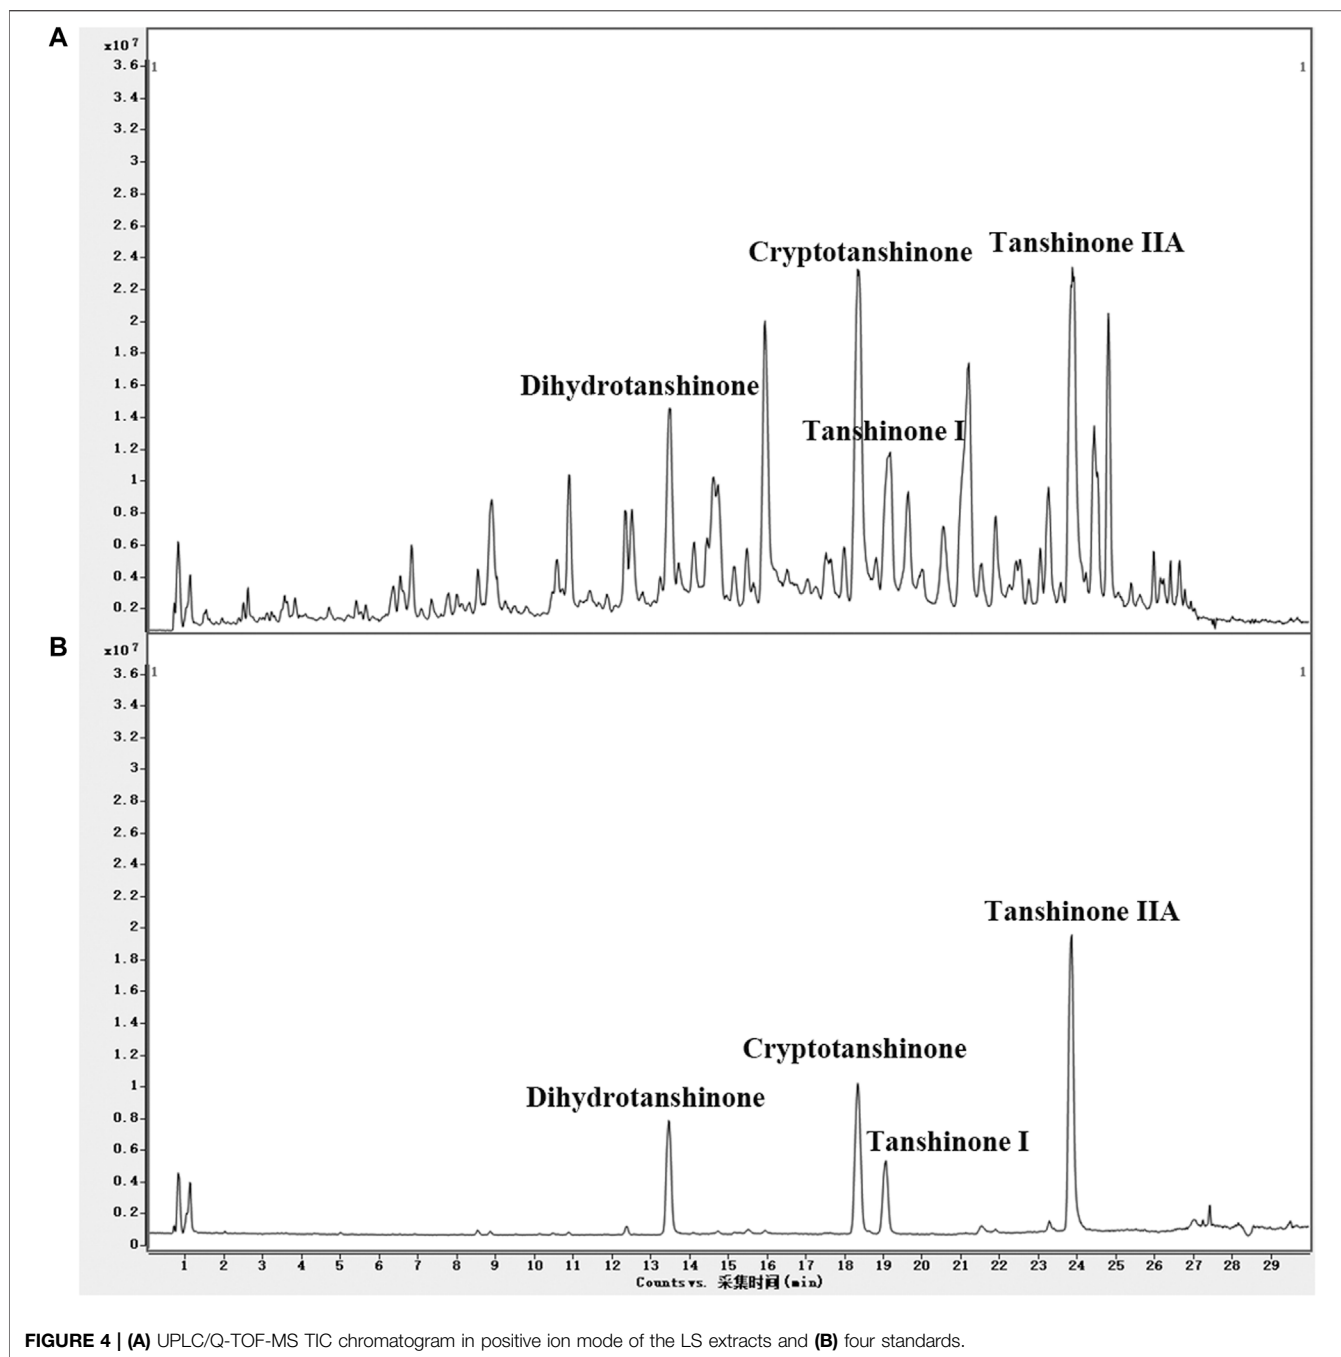 A
x10 7
3.6
1
1
3.4
3.2
3
2.8
2.6
2.4
Cryptotanshinone
Tanshinone IIA
2.2
2
1.8
1.6
Dihydrotanshinone
1.4
Tanshinone I
1.2
1
0.8
0.6
0.4
0.2
B
x10 7
3.6
1
1
3.4
3.2
3
2.8
2.6
2.4
2.2
Tanshinone IIA
2
1.8
1.6
1.4
1.2
Cryptotanshinone
1
Dihydrotanshinone
0.8
Tanshinone I
0.6
0.4
0.2
0
1 2 3 4 5 6 7 8 9 10 11 12 13 14 15 16 17 18 19 20 21 22 23 24 25 26 27 28 29
Counts vs. 采集时间 (min)
FIGURE 4 | (A) UPLC/Q-TOF-MS TIC chromatogram in positive ion mode of the LS extracts and (B) four standards.